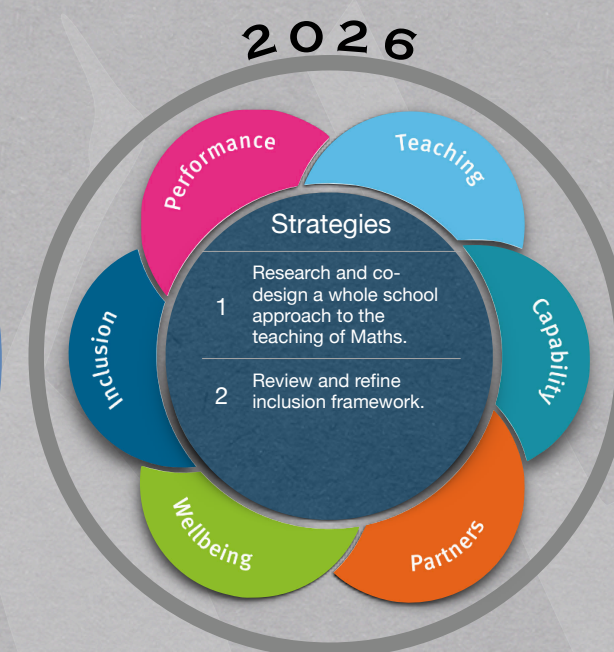 2026
Performance
Teaching
Strategies
1
Research and co-
design a whole school
approach to the
teaching of Maths.
2
Review and refine
inclusion framework.
Inclusion
Capability
Wellbeing
Partners